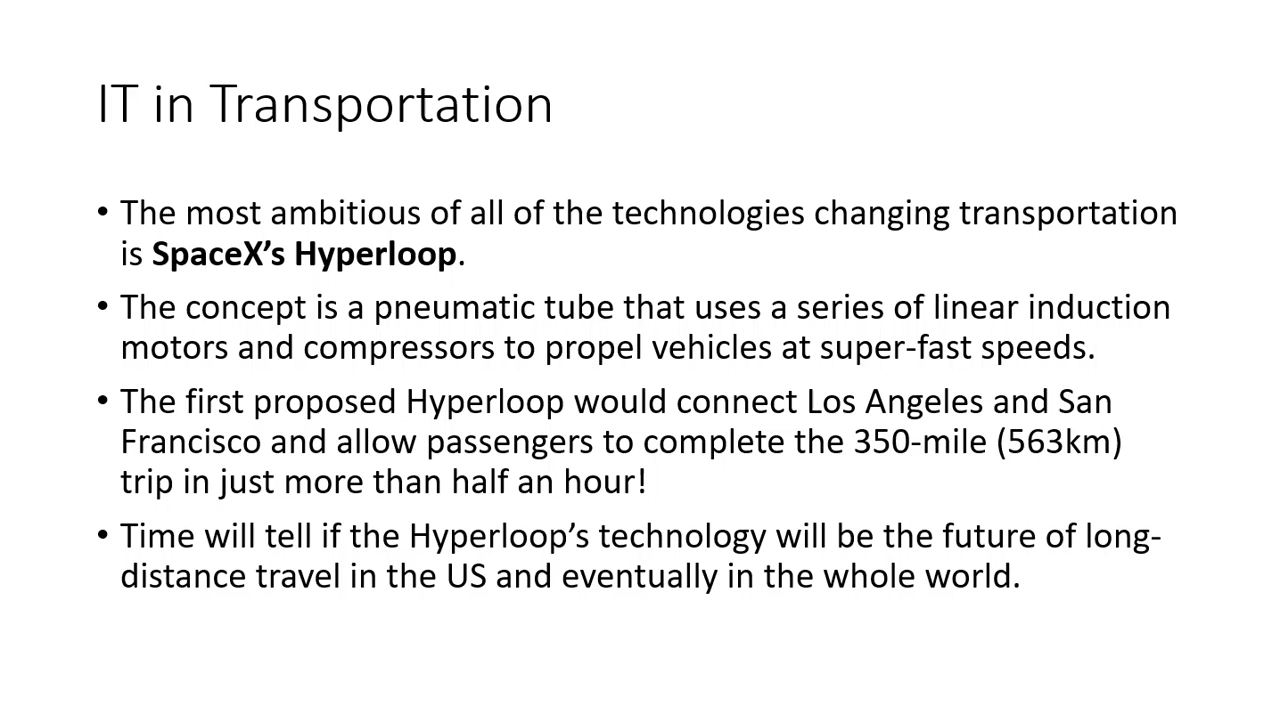 IT in Transportation
• The most ambitious of all of the technologies changing transportation
is SpaceX’s Hyperloop.
• The concept is a pneumatic tube that uses a series of linear induction
motors and compressors to propel vehicles at super-fast speeds.
• The first proposed Hyperloop would connect Los Angeles and San
Francisco and allow passengers to complete the 350-mile (563km)
trip in just more than half an hour!
• Time will tell if the Hyperloop’s technology will be the future of long-
distance travel in the US and eventually in the whole world.